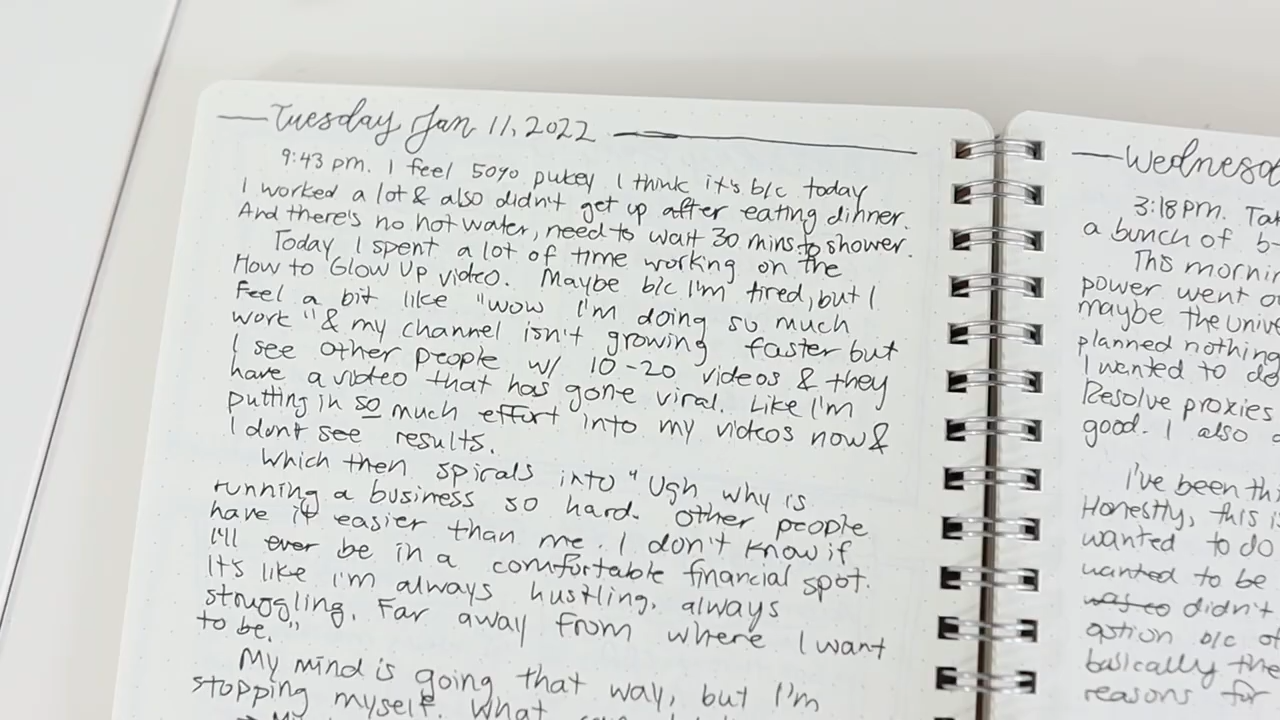 Tuesday Jan 11, 2022
9:43 pm. I feel 50% pukey I think it's b/c today
I worked a lot & also didn't get up after eating dinner.
And there's no hot water, need to wait 30 mins to shower.
Today I spent a lot of time working on the
How to Glow Up video. Maybe b/c I'm tired, but I
feel a bit like "wow I'm doing so much
work" & my channel isn't growing faster but
I see other people w/ 10-20 videos & they
have a video that has gone viral. Like I'm
putting in so much effort into my videos now &
I dont see results.
Which then spirals into "Ugh why is
running a business so hard. Other people
have it easier than me. I don't know if
I'll ever be in a comfortable financial spot.
It's like I'm always hustling, always
struggling. Far away from where I want
to be."
My mind is going that way, but I'm
stopping myself. What
Wednesd
3:18 pm.
a bunch of
This mornin
power went
maybe the unive
planned nothing
I wanted to do
Resolve proxies
good. I also
I've been thi
Honestly, this i
wanted to do
wanted to be
was to didn't
option b/c of
basically the
reasons for